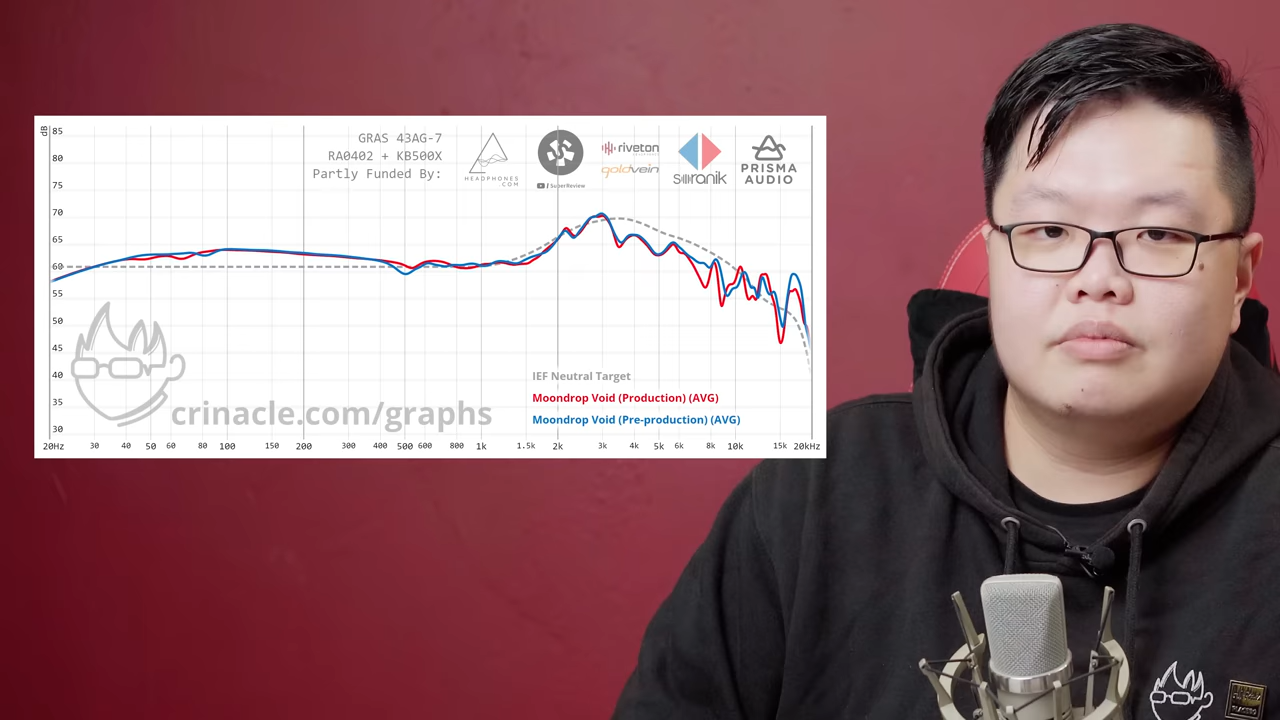 dB
85
80
75
70
65
60
55
50
45
40
35
30
GRAS 43AG-7
RA0402 + KB500X
Partly Funded By:
HEADPHONES
.COM
/ SuperReview
riveton
goldvein
soranik
PRISMA
AUDIO
IEF Neutral Target
Moondrop Void (Production) (AVG)
Moondrop Void (Pre-production) (AVG)
crinacle.com/graphs
20Hz 30 40 50 60 80 100 150 200 300 400 500 600 800 1k 1.5k 2k 3k 4k 5k 6k 8k 10k 15k 20kHz